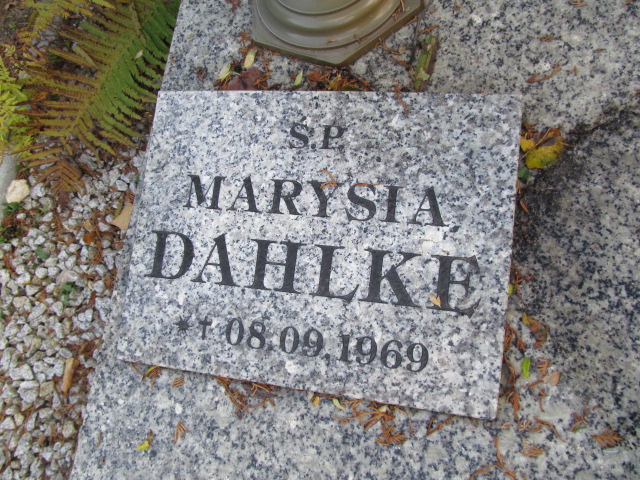 Ś.P.
MARYSIA
DAHLKE
*✝ 08.09.1969